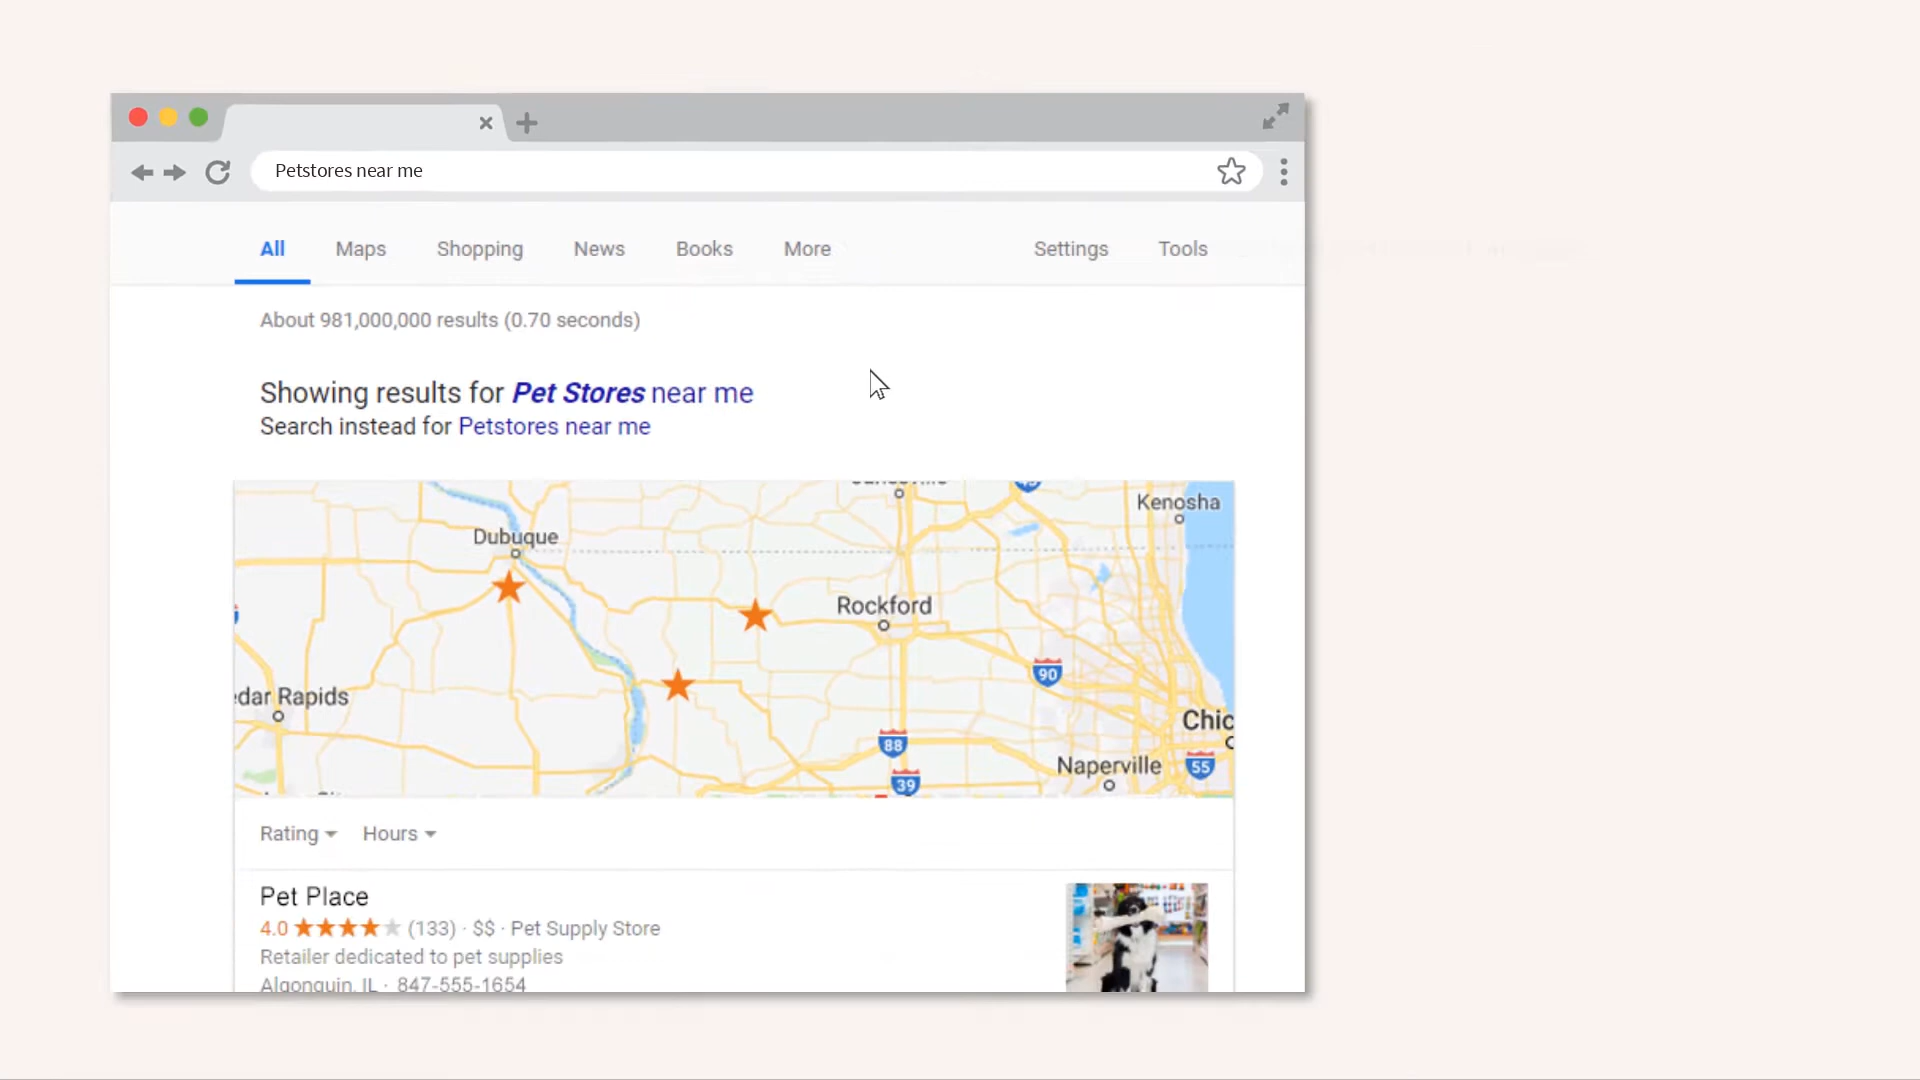 Petstores near me
All Maps Shopping News Books More Settings Tools
About 981,000,000 results (0.70 seconds)
Showing results for Pet Stores near me
Search instead for Petstores near me
Kenosha
Dubuque
Rockford
90
dar Rapids
Chic
88
Naperville
55
39
Rating Hours
Pet Place
4.0 (133) · $$ · Pet Supply Store
Retailer dedicated to pet supplies
Algonquin, IL · 847-555-1654